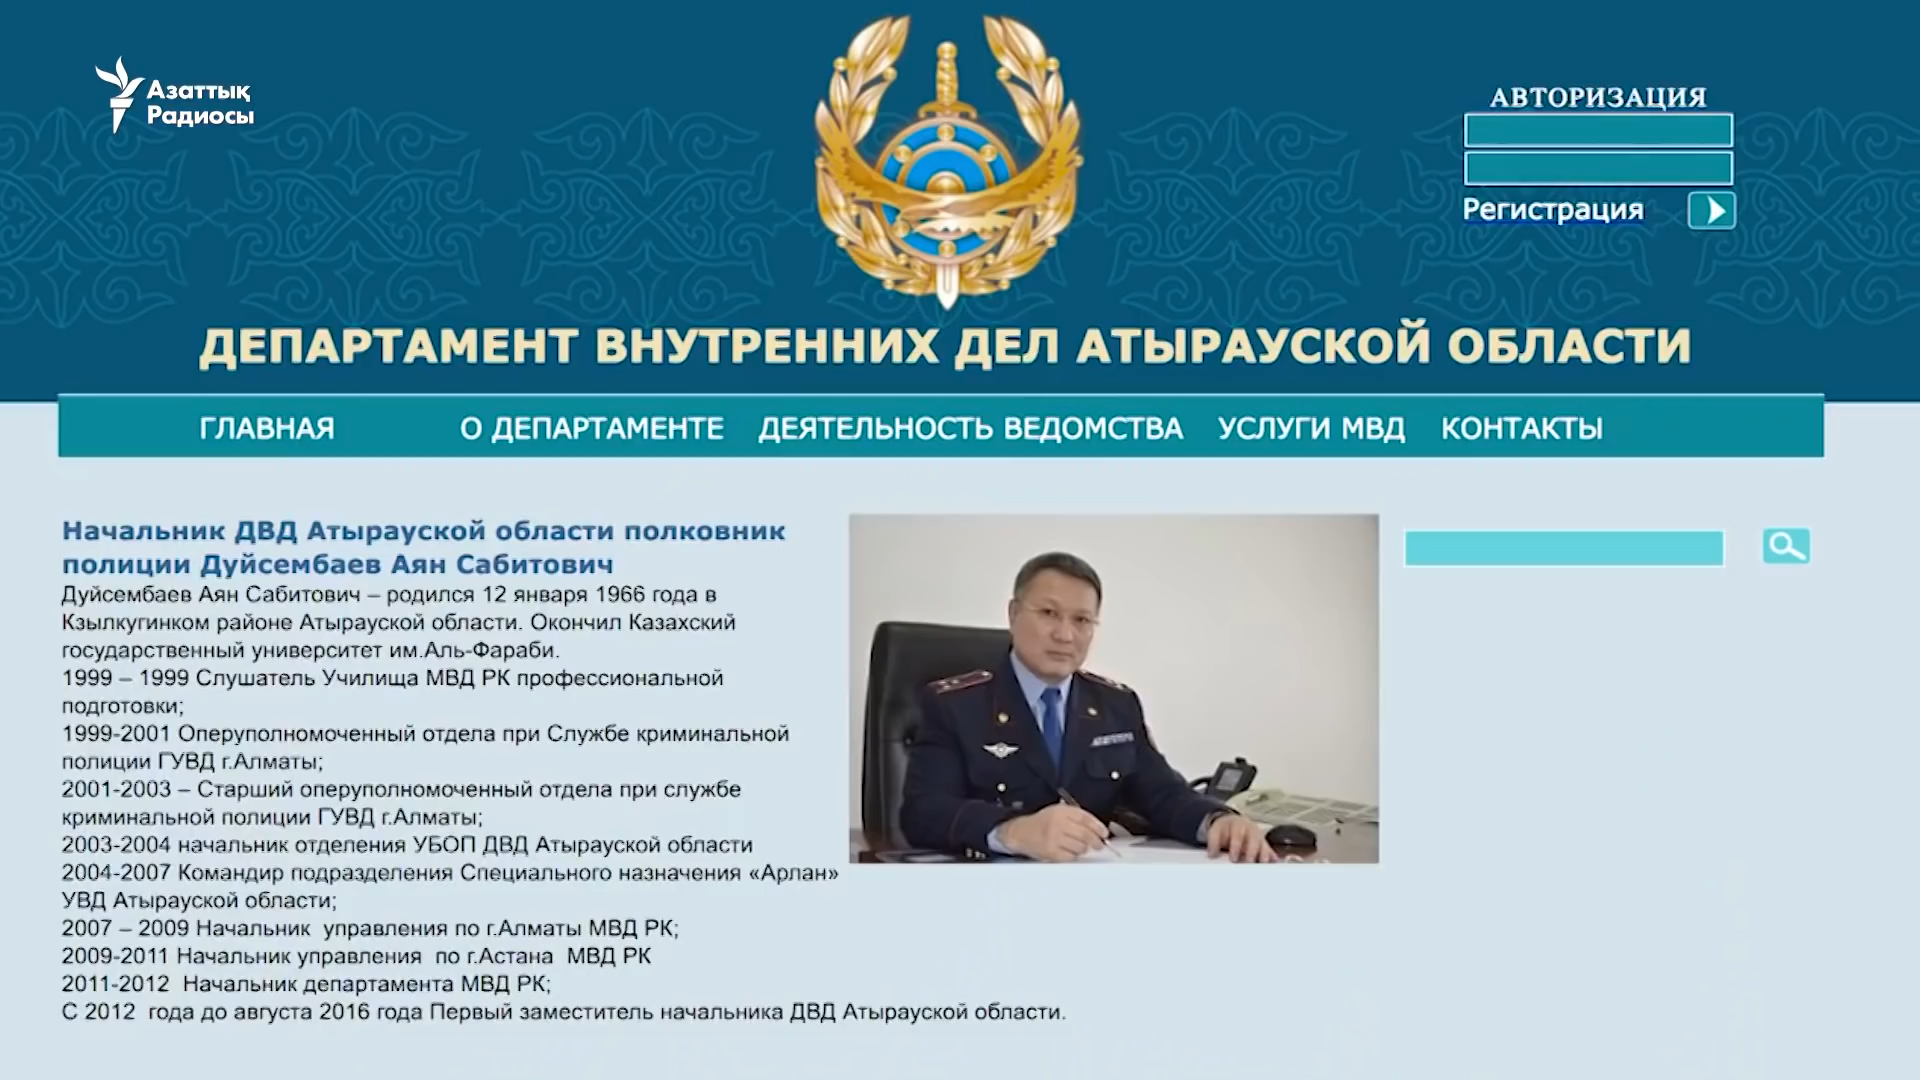 Азаттық
Радиосы
АВТОРИЗАЦИЯ
Регистрация
ДЕПАРТАМЕНТ ВНУТРЕННИХ ДЕЛ АТЫРАУСКОЙ ОБЛАСТИ
ГЛАВНАЯ О ДЕПАРТАМЕНТЕ ДЕЯТЕЛЬНОСТЬ ВЕДОМСТВА УСЛУГИ МВД КОНТАКТЫ
Начальник ДВД Атырауской области полковник
полиции Дуйсембаев Аян Сабитович
Дуйсембаев Аян Сабитович – родился 12 января 1966 года в
Кзылкугинком районе Атырауской области. Окончил Казахский
государственный университет им.Аль-Фараби.
1999 – 1999 Слушатель Училища МВД РК профессиональной
подготовки;
1999-2001 Оперуполномоченный отдела при Службе криминальной
полиции ГУВД г.Алматы;
2001-2003 – Старший оперуполномоченный отдела при службе
криминальной полиции ГУВД г.Алматы;
2003-2004 начальник отделения УБОП ДВД Атырауской области
2004-2007 Командир подразделения Специального назначения «Арлан»
УВД Атырауской области;
2007 – 2009 Начальник управления по г.Алматы МВД РК;
2009-2011 Начальник управления по г.Астана МВД РК
2011-2012 Начальник департамента МВД РК;
С 2012 года до августа 2016 года Первый заместитель начальника ДВД Атырауской области.